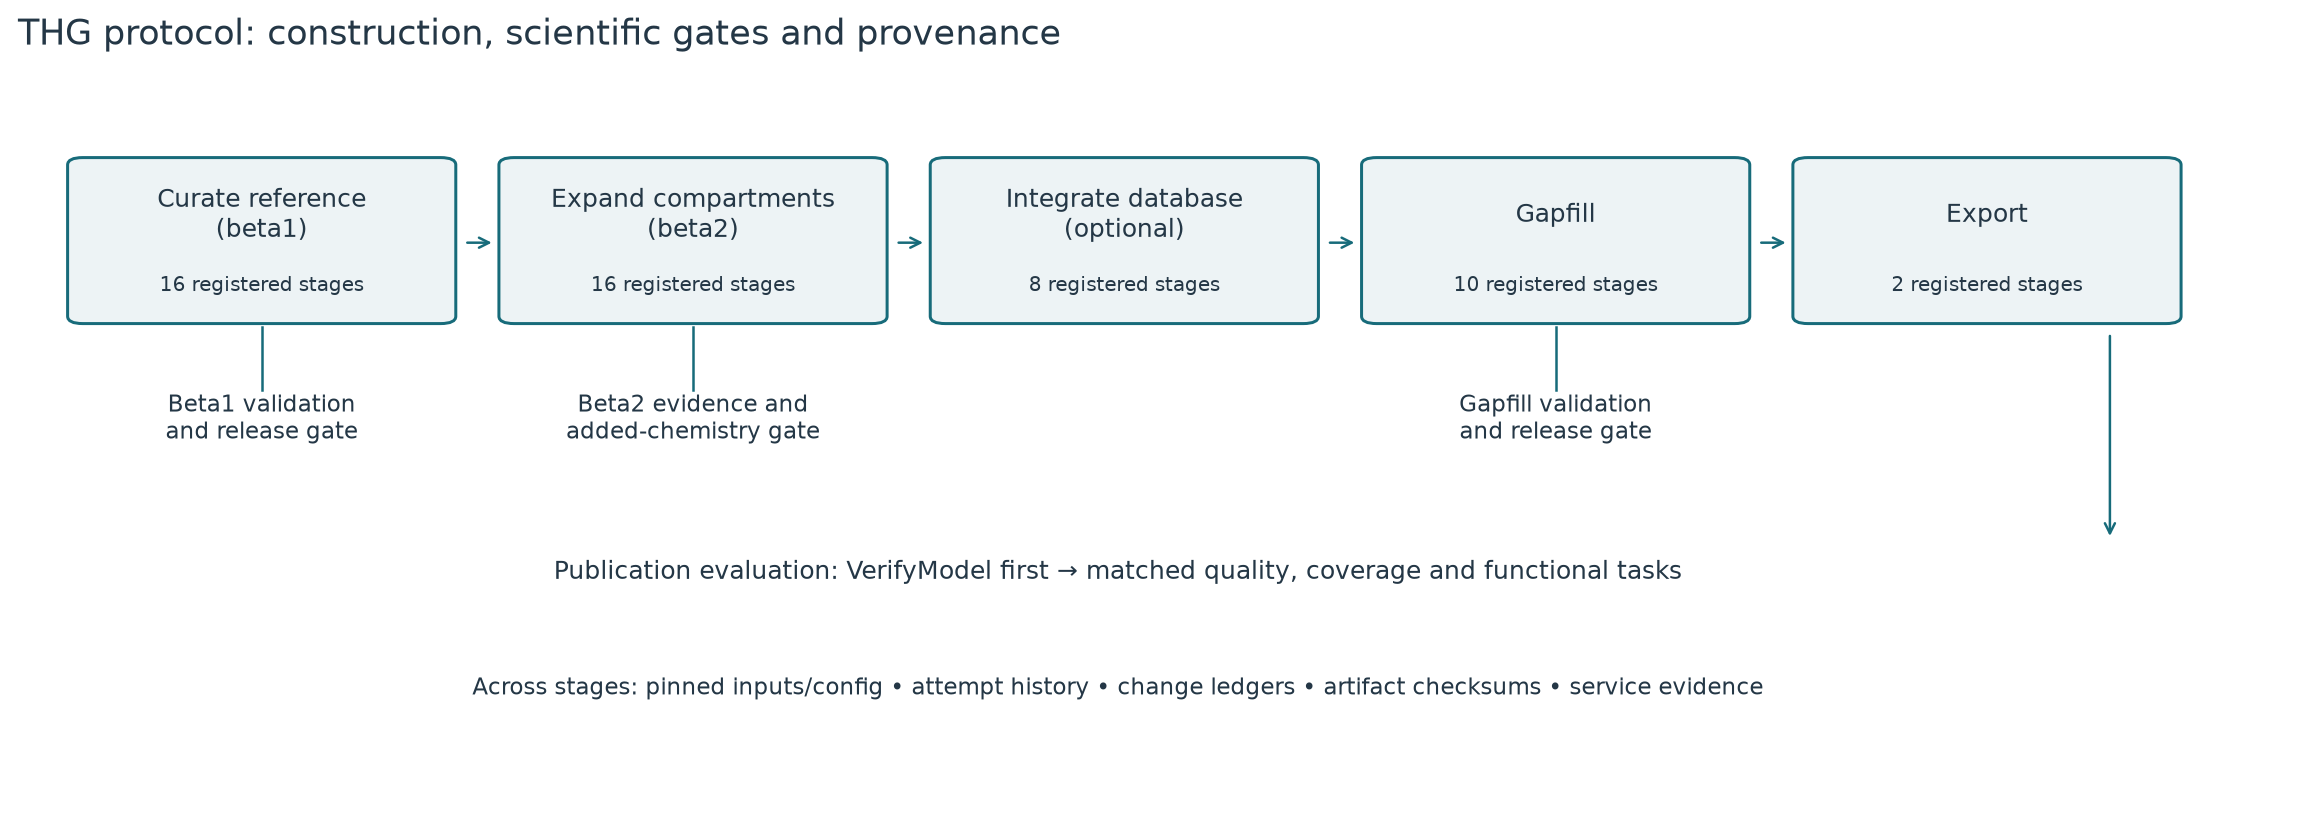 THG protocol: construction, scientific gates and provenance
Curate reference
(beta1)
16 registered stages
Expand compartments
(beta2)
16 registered stages
Integrate database
(optional)
8 registered stages
Gapfill
10 registered stages
Export
2 registered stages
Beta1 validation
and release gate
Beta2 evidence and
added-chemistry gate
Gapfill validation
and release gate
Publication evaluation: VerifyModel first → matched quality, coverage and functional tasks
Across stages: pinned inputs/config • attempt history • change ledgers • artifact checksums • service evidence